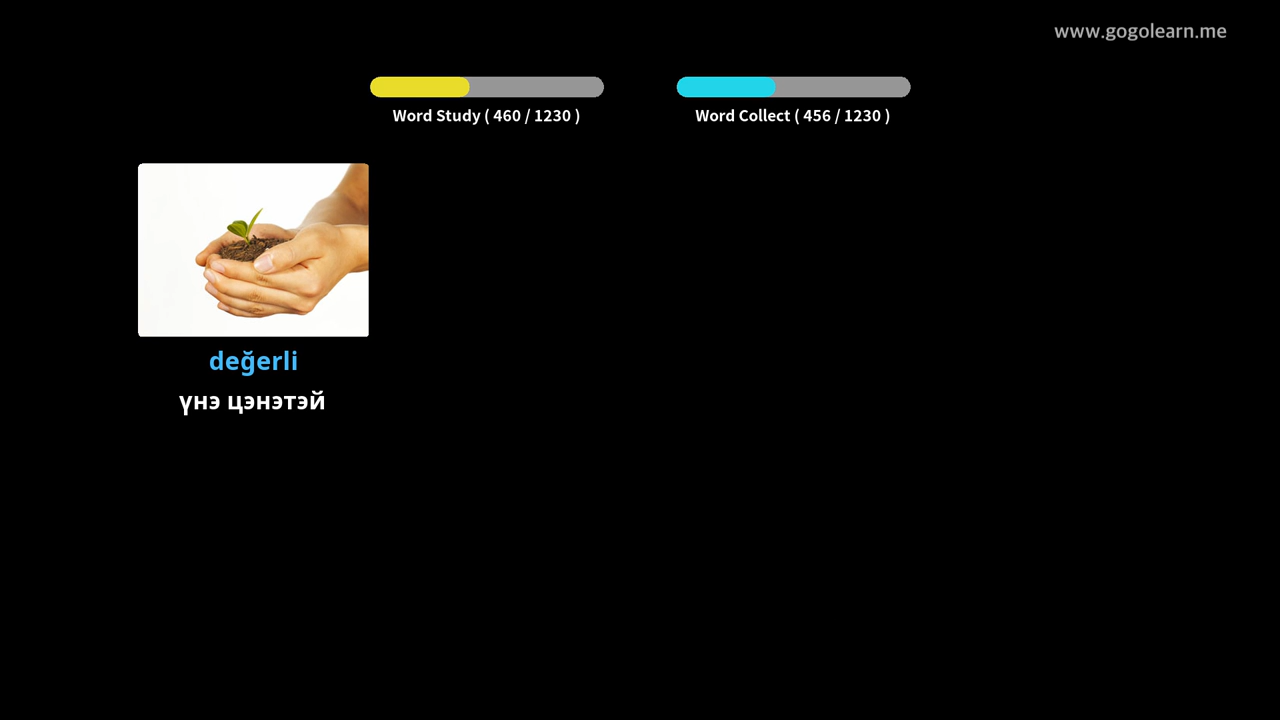 www.gogolearn.me
Word Study ( 460 / 1230 )
Word Collect ( 456 / 1230 )
değerli
үнэ цэнэтэй